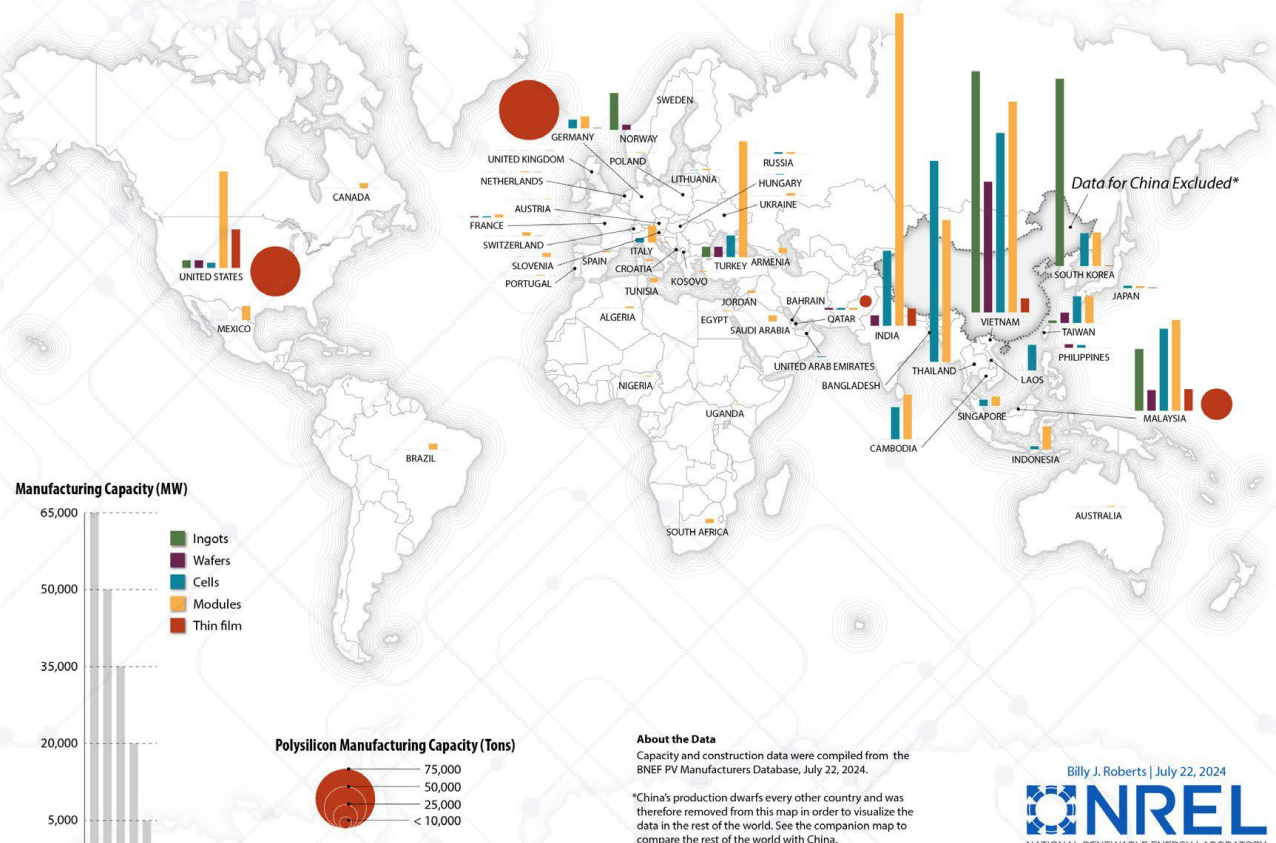 SWEDEN
GERMANY
NORWAY
UNITED KINGDOM
POLAND
RUSSIA
NETHERLANDS
LITHUANIA
HUNGARY
Data for China Excluded*
CANADA
AUSTRIA
UKRAINE
FRANCE
SWITZERLAND
ITALY
SLOVENIA
SPAIN
CROATIA
TURKEY
ARMENIA
UNITED STATES
PORTUGAL
KOSOVO
SOUTH KOREA
TUNISIA
JAPAN
JORDAN
BAHRAIN
MEXICO
ALGERIA
EGYPT
SAUDI ARABIA
QATAR
INDIA
VIETNAM
TAIWAN
UNITED ARAB EMIRATES
THAILAND
PHILIPPINES
BANGLADESH
LAOS
NIGERIA
UGANDA
SINGAPORE
MALAYSIA
CAMBODIA
BRAZIL
INDONESIA
AUSTRALIA
SOUTH AFRICA
Manufacturing Capacity (MW)
65,000
50,000
35,000
20,000
5,000
Ingots
Wafers
Cells
Modules
Thin film
Polysilicon Manufacturing Capacity (Tons)
75,000
50,000
25,000
< 10,000
About the Data
Capacity and construction data were compiled from the
BNEF PV Manufacturers Database, July 22, 2024.
*China's production dwarfs every other country and was
therefore removed from this map in order to visualize the
data in the rest of the world. See the companion map to
compare the rest of the world with China.
Billy J. Roberts | July 22, 2024
NREL
NATIONAL RENEWABLE ENERGY LABORATORY